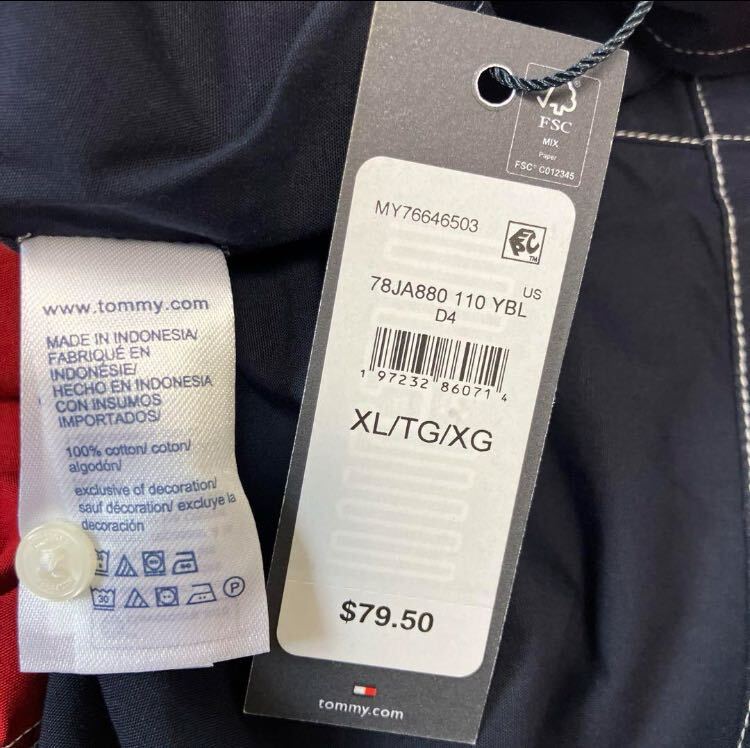 www.tommy.com
MADE IN INDONESIA/
FABRIQUÉ EN
INDONÉSIE/
HECHO EN INDONESIA
CON INSUMOS
IMPORTADOS/
100% cotton/ coton/
algodón/
exclusive of decoration/
sauf décoration/ excluye la
decoración
30
P
FSC
MIX
Paper
FSC® C012345
MY76646503
EPC
TM
US
78JA880 110 YBL
D4
1 97232 86071 4
XL/TG/XG
$79.50
tommy.com